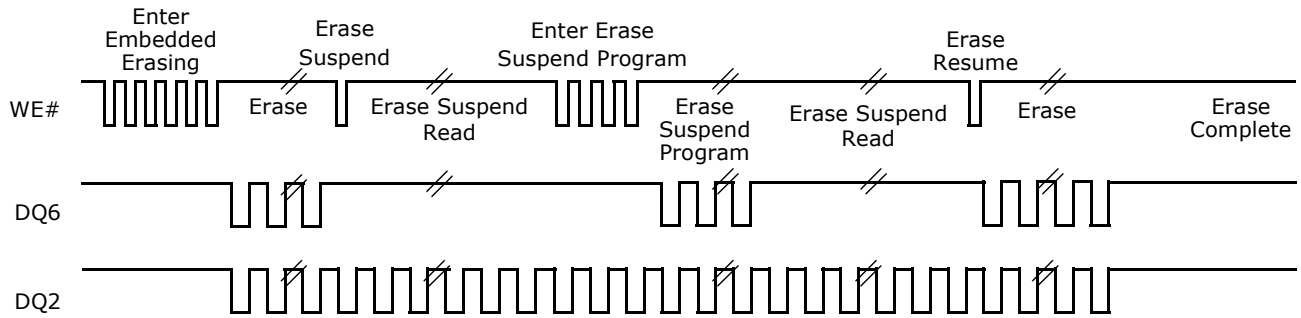 Enter
Embedded
Erasing
Erase
Suspend
Enter Erase
Suspend Program
Erase
Resume
WE#
Erase
Erase Suspend
Read
Erase
Suspend
Program
Erase Suspend
Read
Erase
Erase
Complete
DQ6
DQ2